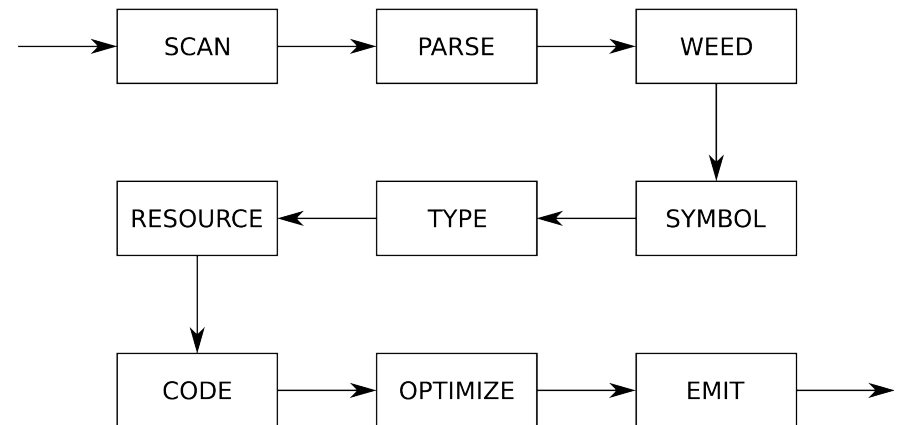 SCAN
PARSE
WEED
SYMBOL
TYPE
RESOURCE
CODE
OPTIMIZE
EMIT